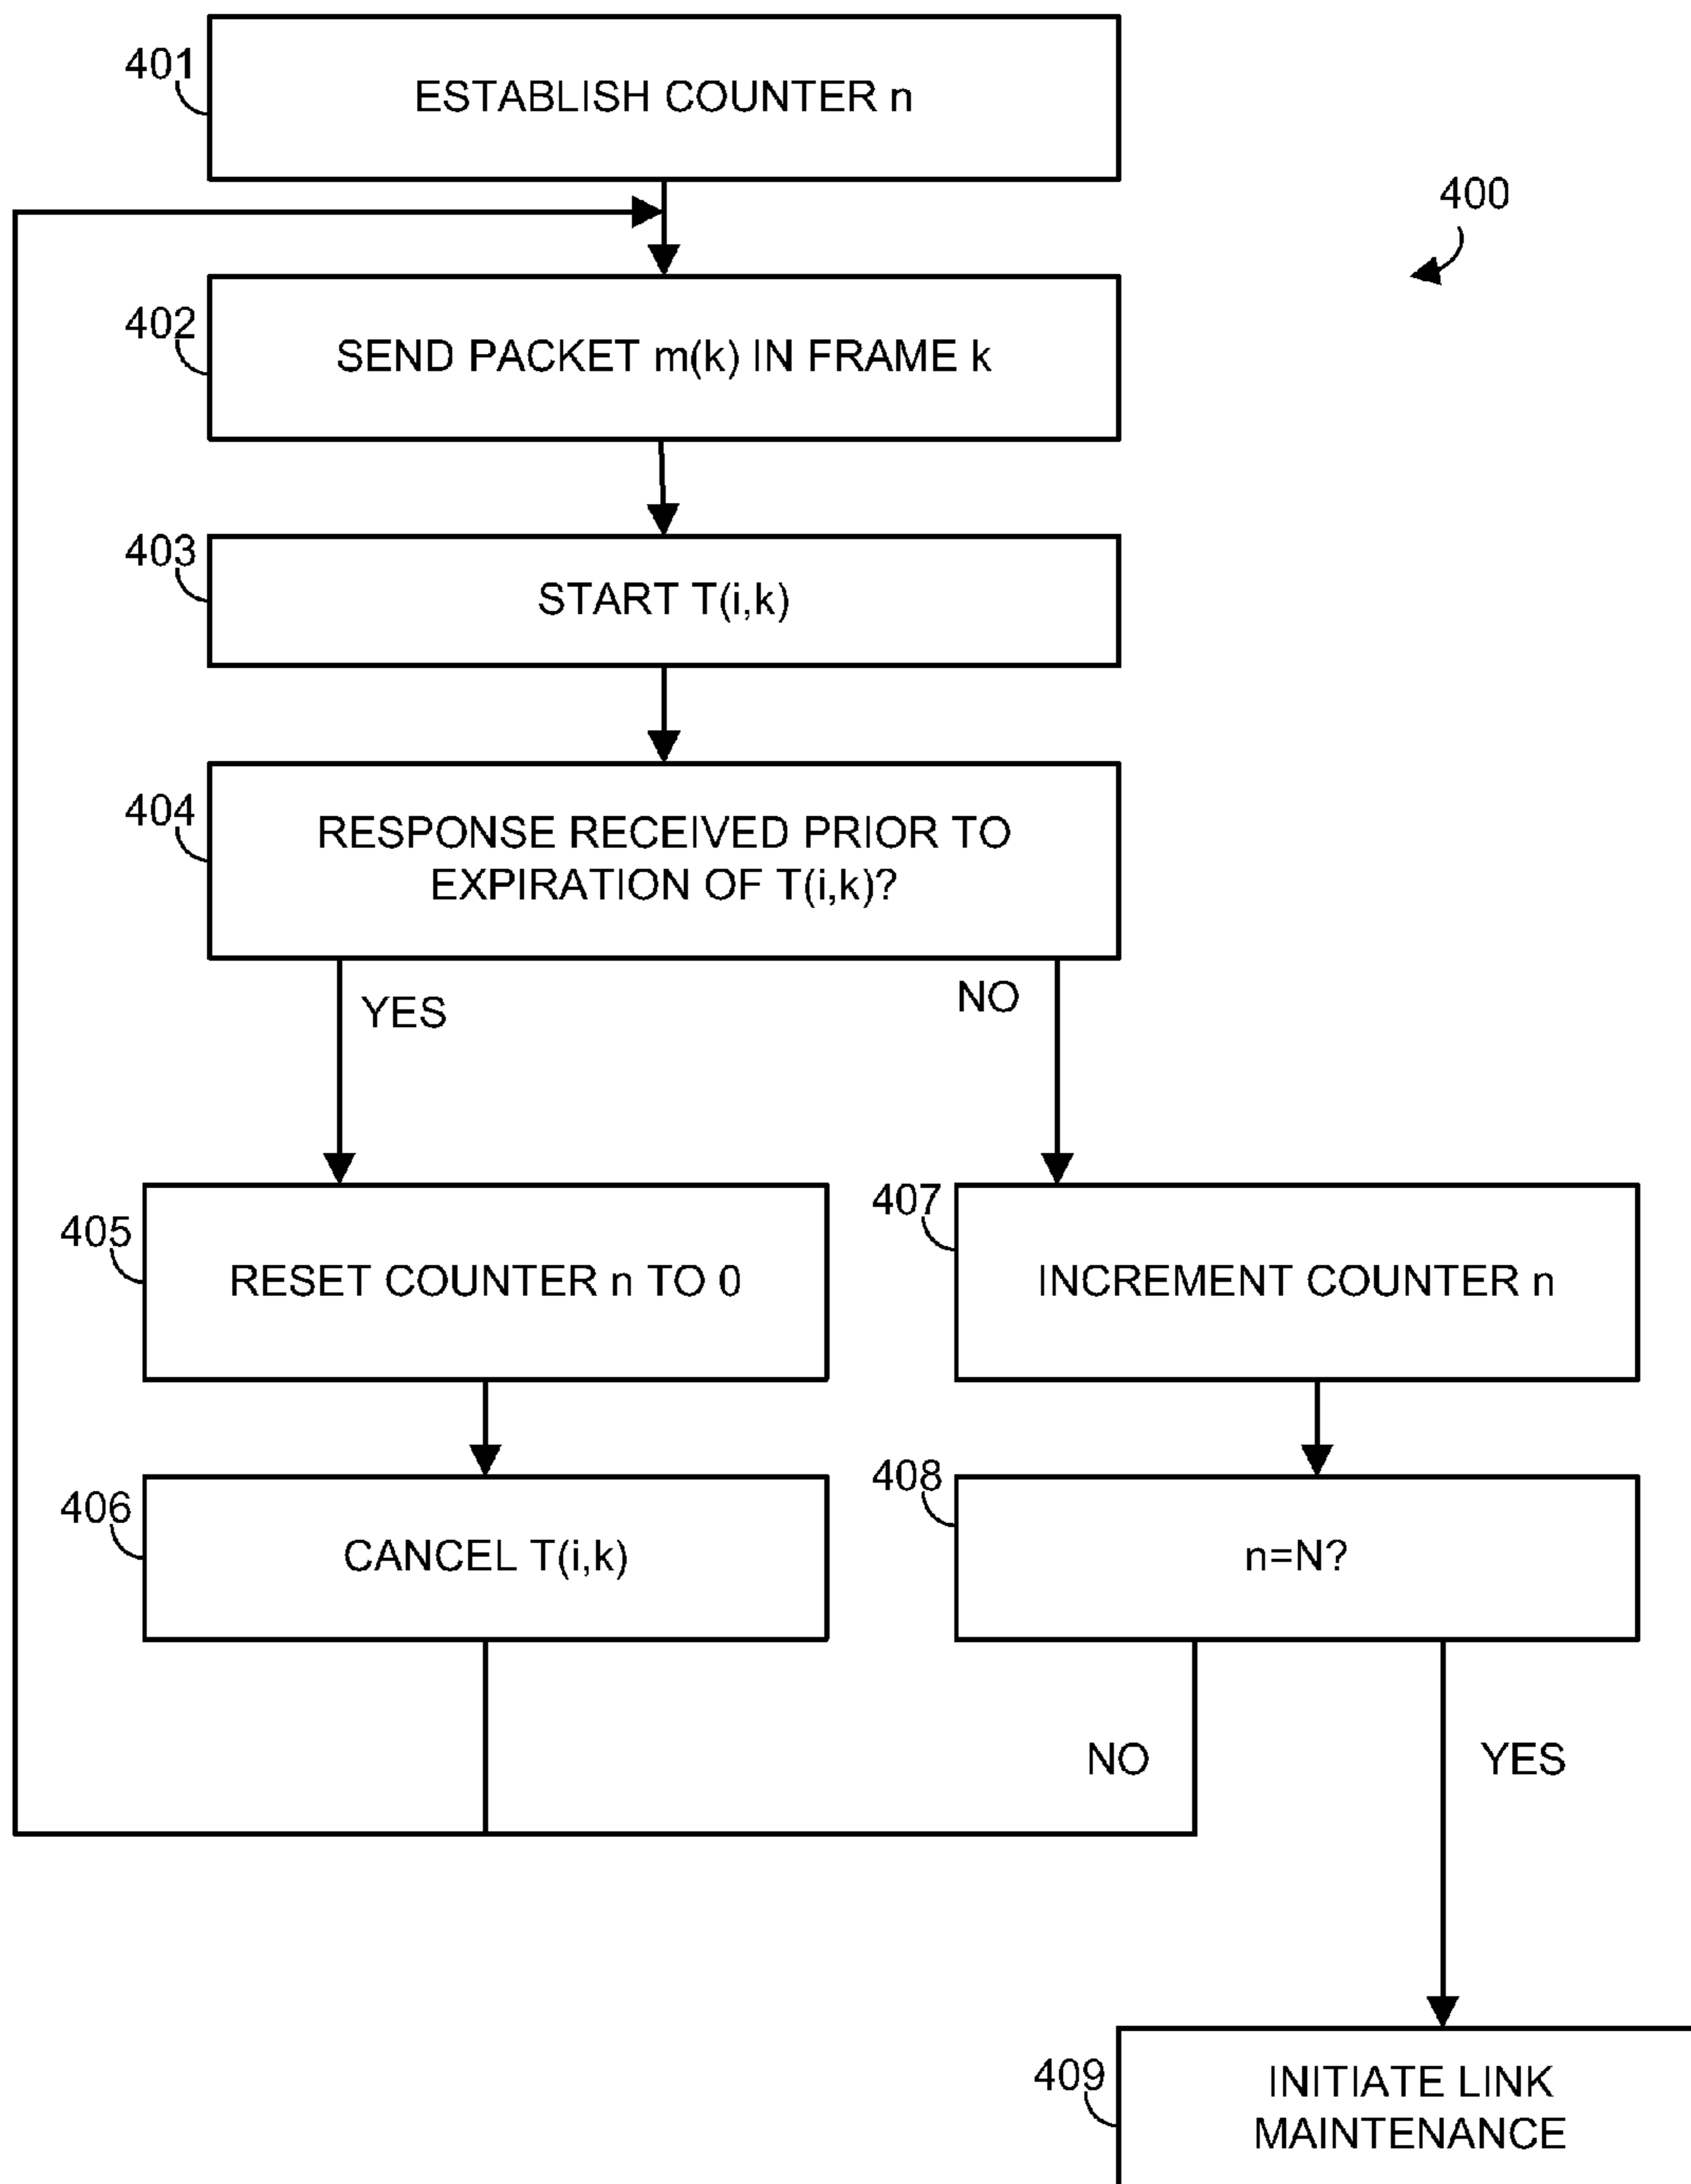 401
ESTABLISH COUNTER n
400
402
SEND PACKET m(k) IN FRAME k
403
START T(i,k)
404
RESPONSE RECEIVED PRIOR TO
EXPIRATION OF T(i,k)?
YES
NO
405
RESET COUNTER n TO 0
407
INCREMENT COUNTER n
406
CANCEL T(i,k)
408
n=N?
NO
YES
409
INITIATE LINK
MAINTENANCE